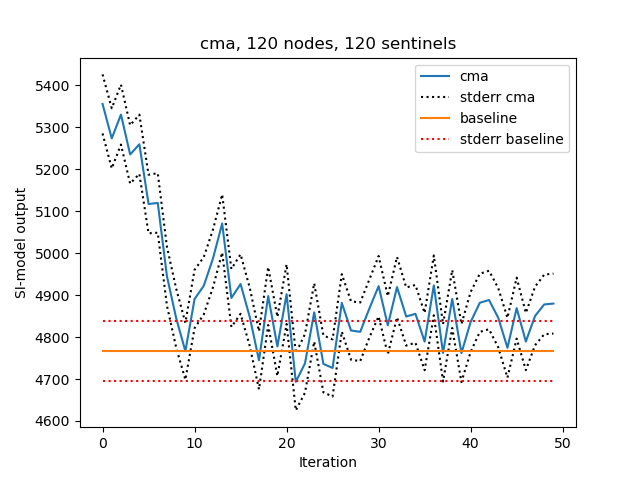 cma, 120 nodes, 120 sentinels
SI-model output
5400
5300
5200
5100
5000
4900
4800
4700
4600
cma
stderr cma
baseline
stderr baseline
0 10 20 30 40 50
Iteration